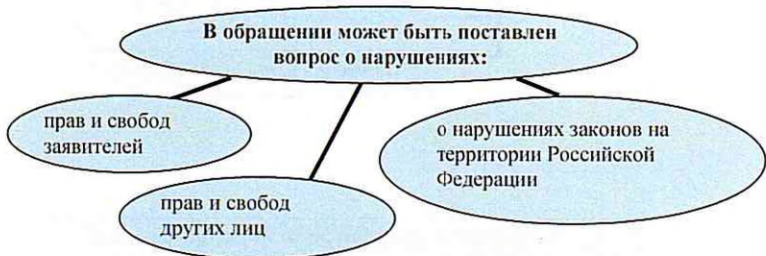 В обращении может быть поставлен
вопрос о нарушениях:
прав и свобод
заявителей
о нарушениях законов на
территории Российской
Федерации
прав и свобод
других лиц